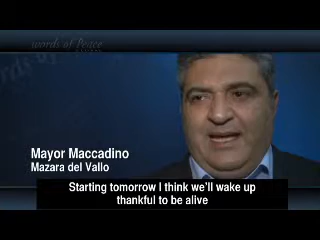 words of Peace
Mayor Maccadino
Mazara del Vallo
Starting tomorrow I think we'll wake up
thankful to be alive